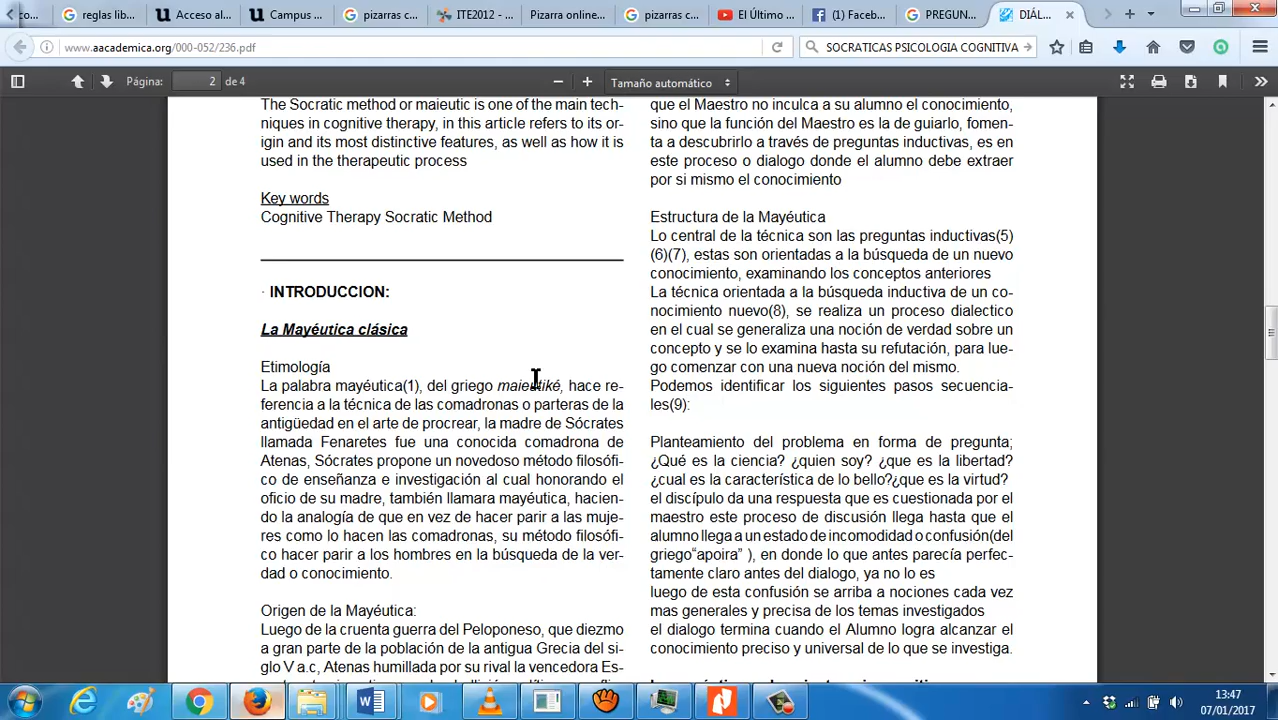 co...
reglas lib...
Acceso al...
Campus ...
pizarras c...
ITE2012 - ...
Pizarra online...
pizarras c...
El Último ...
(1) Faceb...
PREGUN...
DIÁL...
www.aacademica.org/000-052/236.pdf
SOCRATICAS PSICOLOGIA COGNITIVA
Página: 2 de 4
Tamaño automático
The Socratic method or maieutic is one of the main tech-
niques in cognitive therapy, in this article refers to its or-
igin and its most distinctive features, as well as how it is
used in the therapeutic process
Key words
Cognitive Therapy Socratic Method
· INTRODUCCION:
La Mayéutica clásica
Etimología
La palabra mayéutica(1), del griego maieutiké, hace re-
ferencia a la técnica de las comadronas o parteras de la
antigüedad en el arte de procrear, la madre de Sócrates
llamada Fenaretes fue una conocida comadrona de
Atenas, Sócrates propone un novedoso método filosófi-
co de enseñanza e investigación al cual honorando el
oficio de su madre, también llamara mayéutica, hacien-
do la analogía de que en vez de hacer parir a las muje-
res como lo hacen las comadronas, su método filosófi-
co hacer parir a los hombres en la búsqueda de la ver-
dad o conocimiento.
Origen de la Mayéutica:
Luego de la cruenta guerra del Peloponeso, que diezmo
a gran parte de la población de la antigua Grecia del si-
glo V a.c, Atenas humillada por su rival la vencedora Es-
que el Maestro no inculca a su alumno el conocimiento,
sino que la función del Maestro es la de guiarlo, fomen-
ta a descubrirlo a través de preguntas inductivas, es en
este proceso o dialogo donde el alumno debe extraer
por si mismo el conocimiento
Estructura de la Mayéutica
Lo central de la técnica son las preguntas inductivas(5)
(6)(7), estas son orientadas a la búsqueda de un nuevo
conocimiento, examinando los conceptos anteriores
La técnica orientada a la búsqueda inductiva de un co-
nocimiento nuevo(8), se realiza un proceso dialectico
en el cual se generaliza una noción de verdad sobre un
concepto y se lo examina hasta su refutación, para lue-
go comenzar con una nueva noción del mismo.
Podemos identificar los siguientes pasos secuencia-
les(9):
Planteamiento del problema en forma de pregunta;
¿Qué es la ciencia? ¿quien soy? ¿que es la libertad?
¿cual es la característica de lo bello?¿que es la virtud?
el discípulo da una respuesta que es cuestionada por el
maestro este proceso de discusión llega hasta que el
alumno llega a un estado de incomodidad o confusión(del
griego“apoira” ), en donde lo que antes parecía perfec-
tamente claro antes del dialogo, ya no lo es
luego de esta confusión se arriba a nociones cada vez
mas generales y precisa de los temas investigados
el dialogo termina cuando el Alumno logra alcanzar el
conocimiento preciso y universal de lo que se investiga.
13:47
07/01/2017